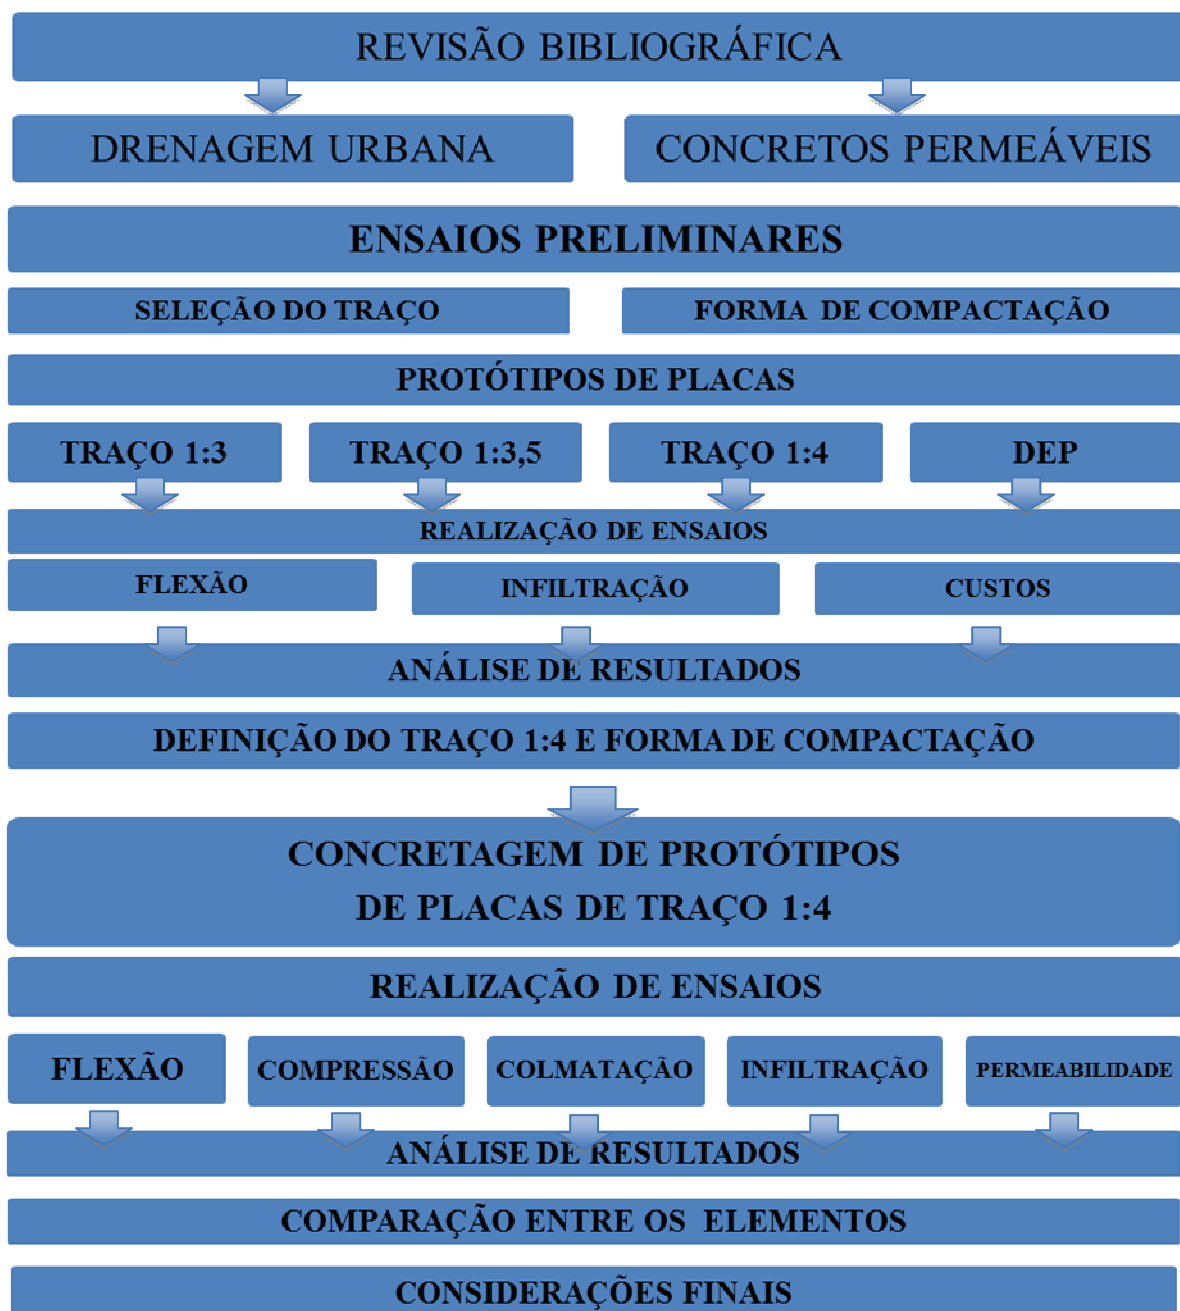 REVISÃO BIBLIOGRÁFICA
DRENAGEM URBANA
CONCRETOS PERMEÁVEIS
ENSAIOS PRELIMINARES
SELEÇÃO DO TRAÇO
FORMA DE COMPACTAÇÃO
PROTÓTIPOS DE PLACAS
TRAÇO 1:3
TRAÇO 1:3,5
TRAÇO 1:4
DEP
REALIZAÇÃO DE ENSAIOS
FLEXÃO
INFILTRAÇÃO
CUSTOS
ANÁLISE DE RESULTADOS
DEFINIÇÃO DO TRAÇO 1:4 E FORMA DE COMPACTAÇÃO
CONCRETAGEM DE PROTÓTIPOS
DE PLACAS DE TRAÇO 1:4
REALIZAÇÃO DE ENSAIOS
FLEXÃO
COMPRESSÃO
COLMATAÇÃO
INFILTRAÇÃO
PERMEABILIDADE
ANÁLISE DE RESULTADOS
COMPARAÇÃO ENTRE OS ELEMENTOS
CONSIDERAÇÕES FINAIS